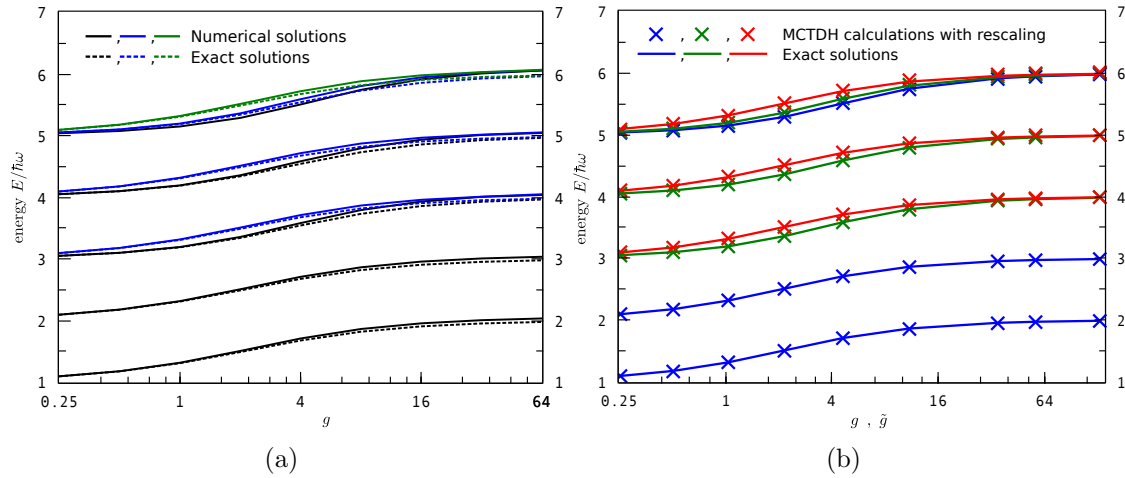 7
6
5
4
3
2
1
7
6
5
4
3
2
1
energy E/ħω
0.25 1 4 16 64
g
, , Numerical solutions
, , Exact solutions
(a)
7
6
5
4
3
2
1
7
6
5
4
3
2
1
energy E/ħω
0.25 1 4 16 64
g , g̃
, , MCTDH calculations with rescaling
, , Exact solutions
(b)